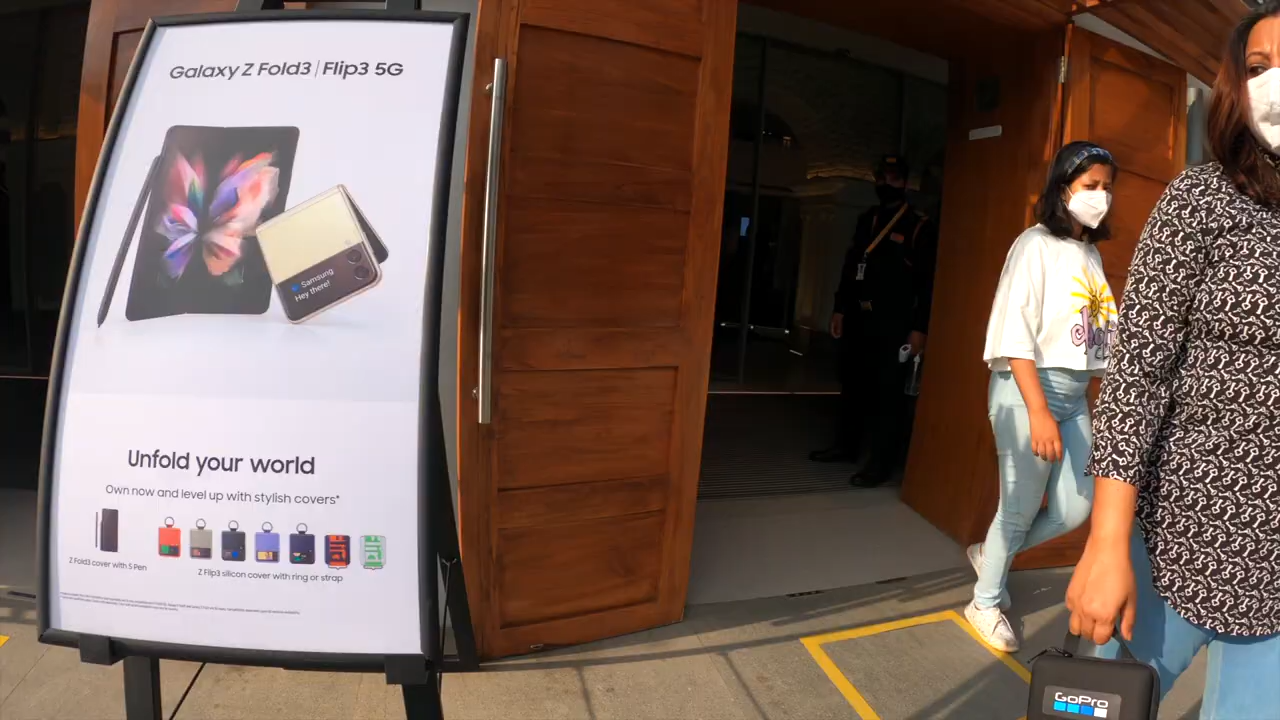 Galaxy Z Fold3 | Flip3 5G
Samsung
Hey there!
Unfold your world
Own now and level up with stylish covers*
Z Fold3 cover with S Pen
Z Flip3 silicon cover with ring or strap
GoPro